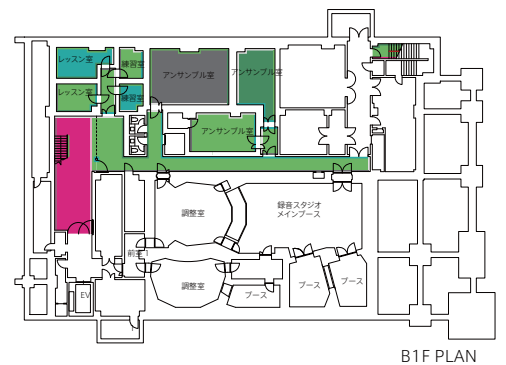 レッスン室
練習室
アンサンブル室
アンサンブル室
レッスン室
練習室
アンサンブル室
調整室
録音スタジオ
メインブース
前室 1
調整室
ブース
ブース
ブース
EV
B1F PLAN